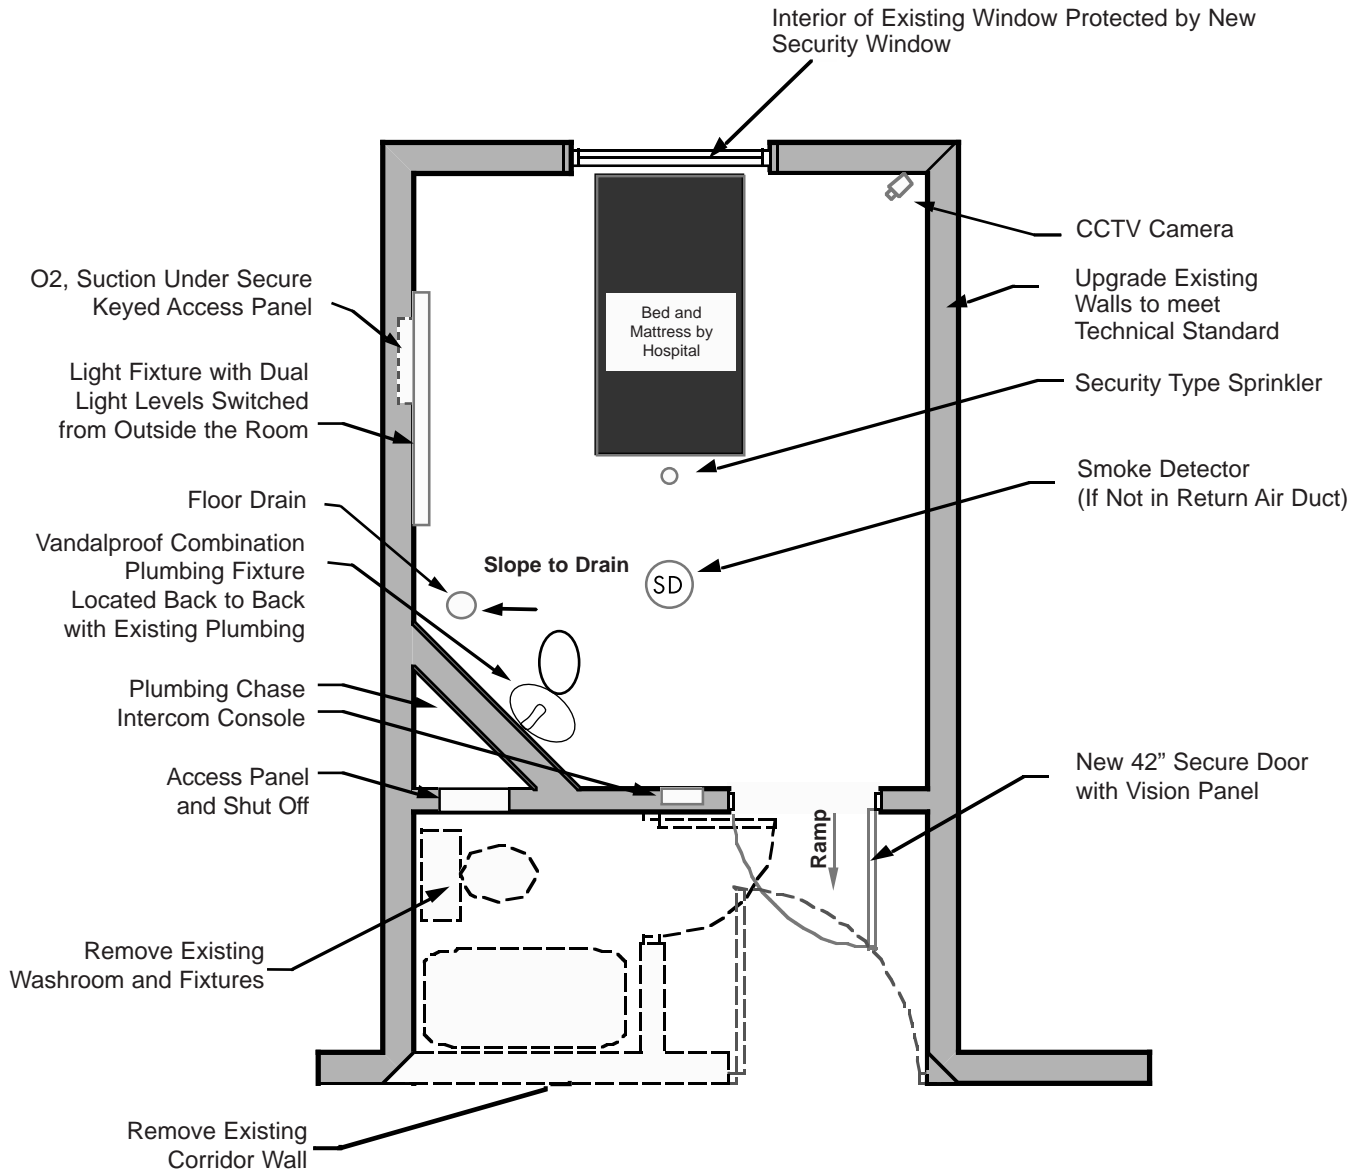 Interior of Existing Window Protected by New
Security Window
CCTV Camera
O2, Suction Under Secure
Keyed Access Panel
Upgrade Existing
Walls to meet
Technical Standard
Bed and
Mattress by
Hospital
Light Fixture with Dual
Light Levels Switched
from Outside the Room
Security Type Sprinkler
Smoke Detector
(If Not in Return Air Duct)
Floor Drain
Vandalproof Combination
Plumbing Fixture
Located Back to Back
with Existing Plumbing
Slope to Drain
SD
Plumbing Chase
Intercom Console
Access Panel
and Shut Off
New 42” Secure Door
with Vision Panel
Ramp
Remove Existing
Washroom and Fixtures
Remove Existing
Corridor Wall